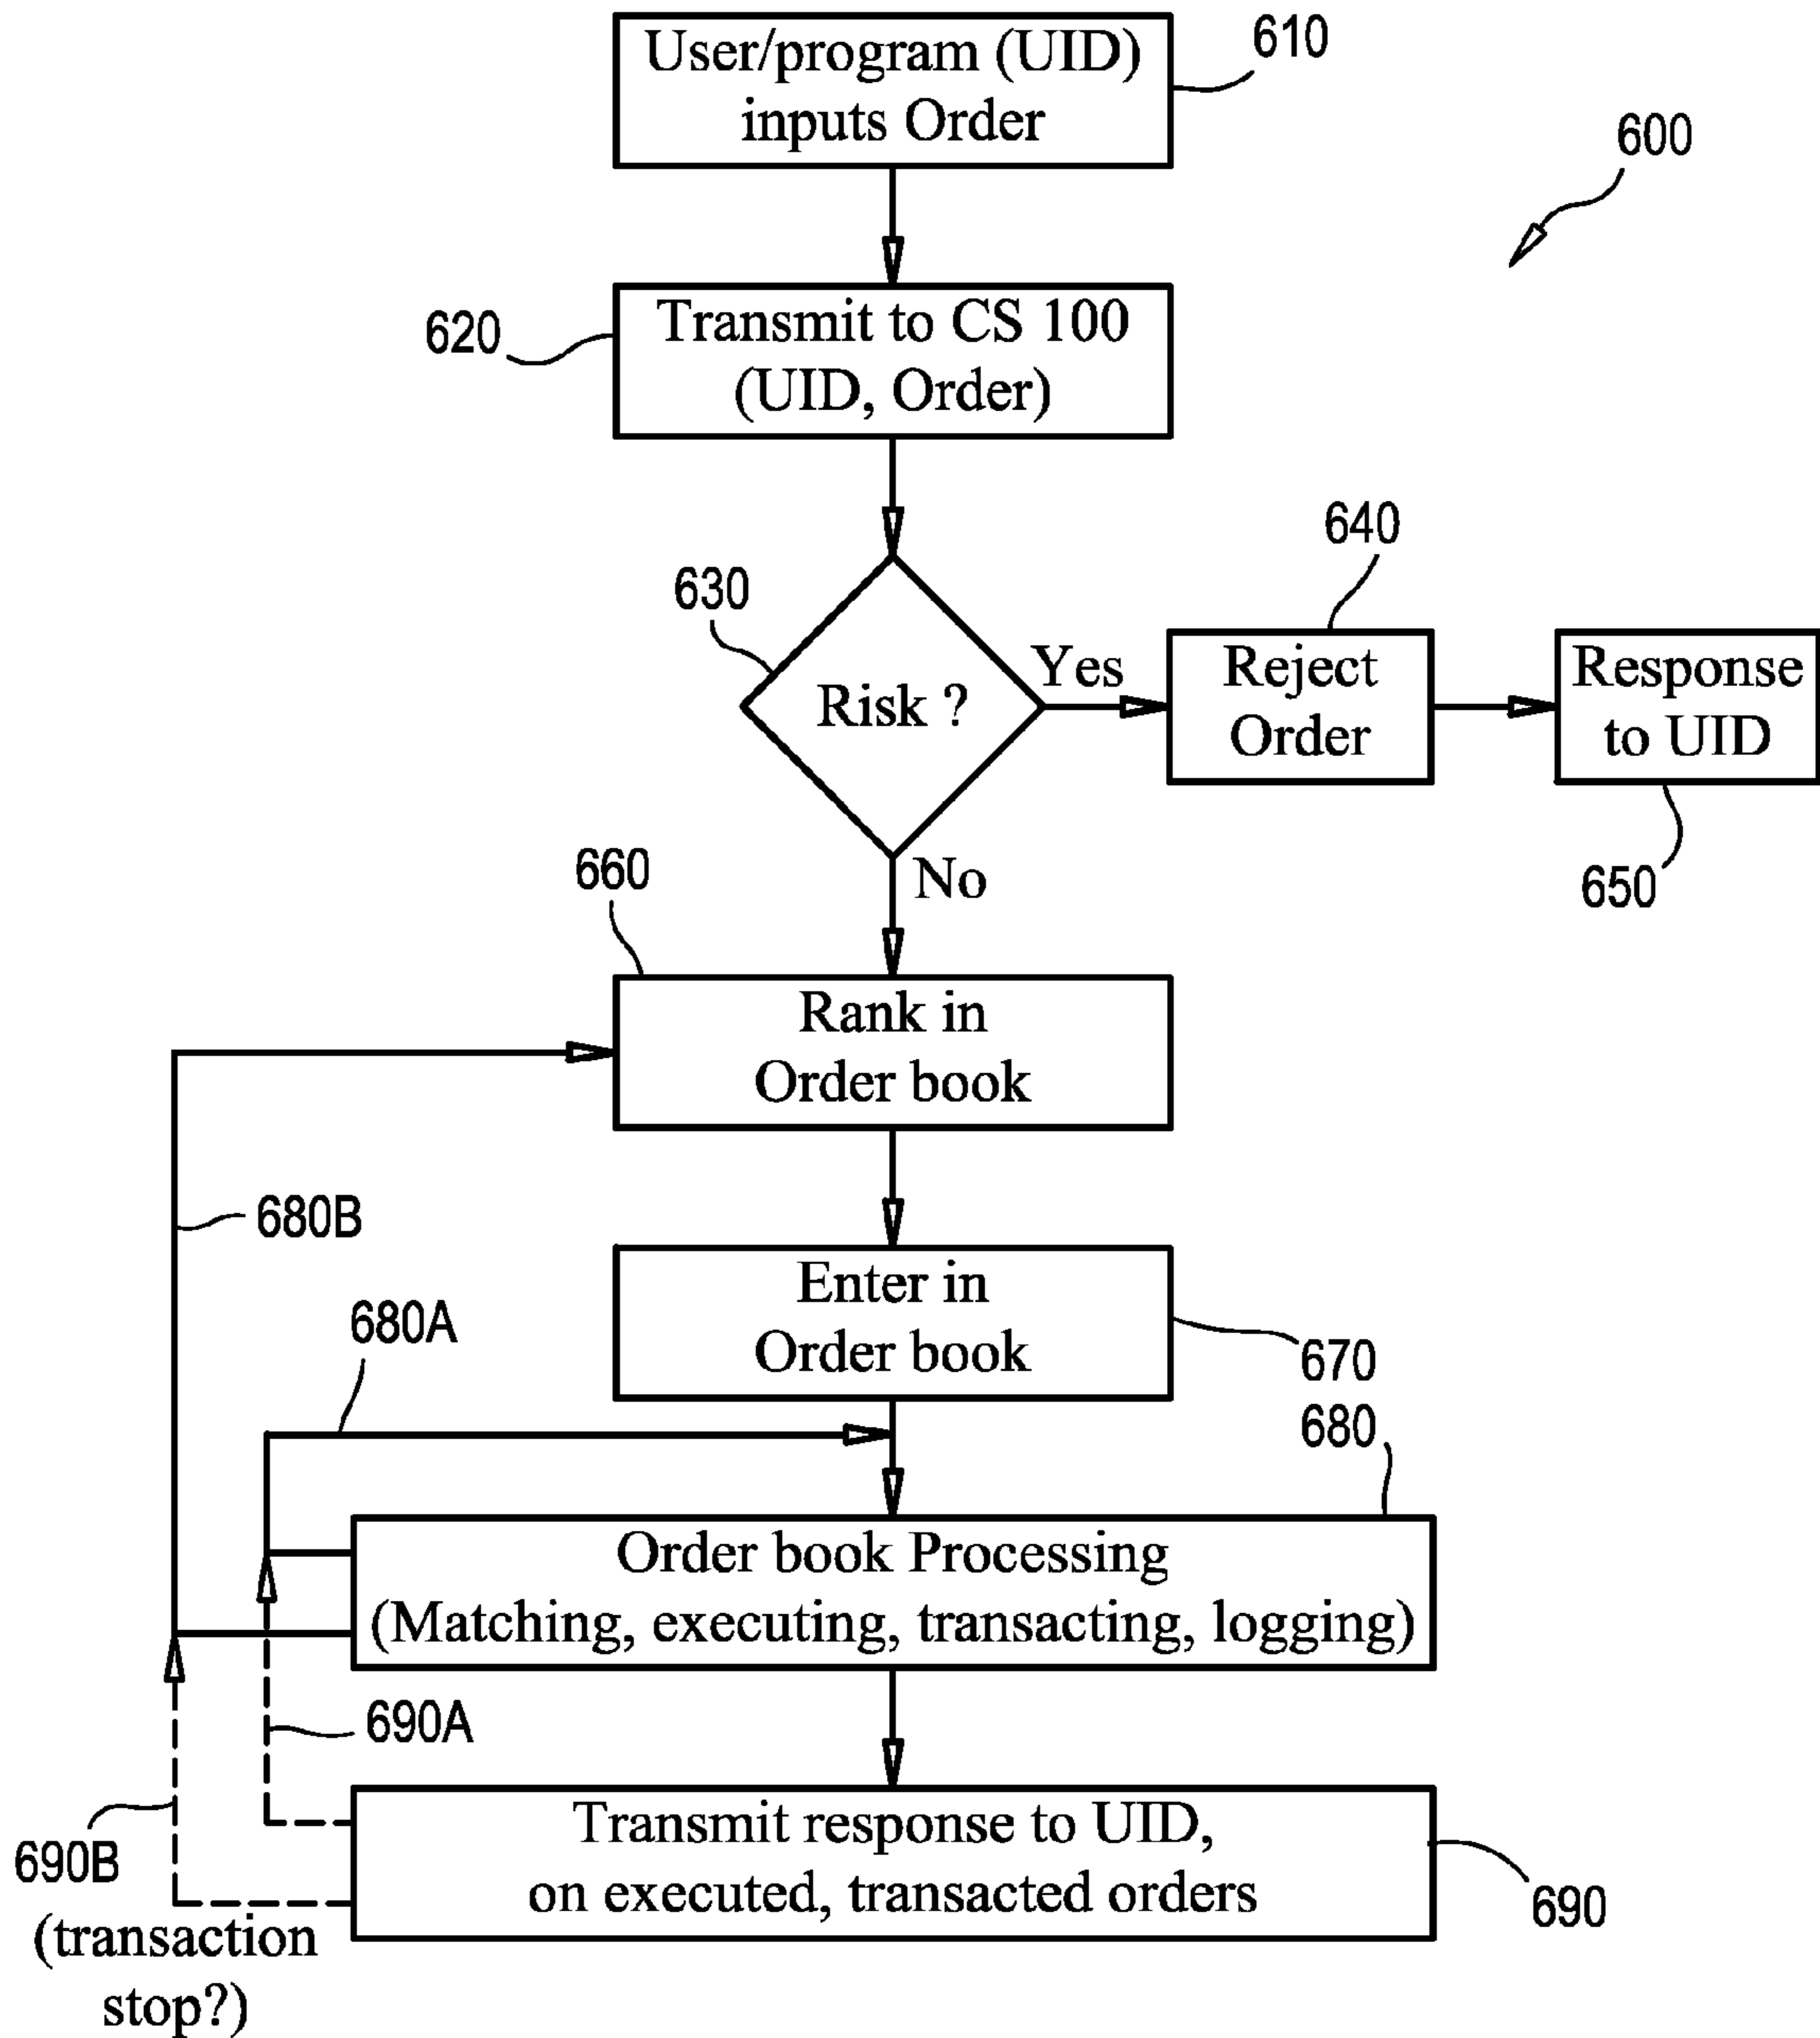 User/program (UID)
inputs Order
610
600
Transmit to CS 100
(UID, Order)
620
630
Risk ?
Yes
640
Reject
Order
Response
to UID
650
No
660
Rank in
Order book
680B
Enter in
Order book
670
680A
680
Order book Processing
(Matching, executing, transacting, logging)
690A
690B
(transaction
stop?)
Transmit response to UID,
on executed, transacted orders
690